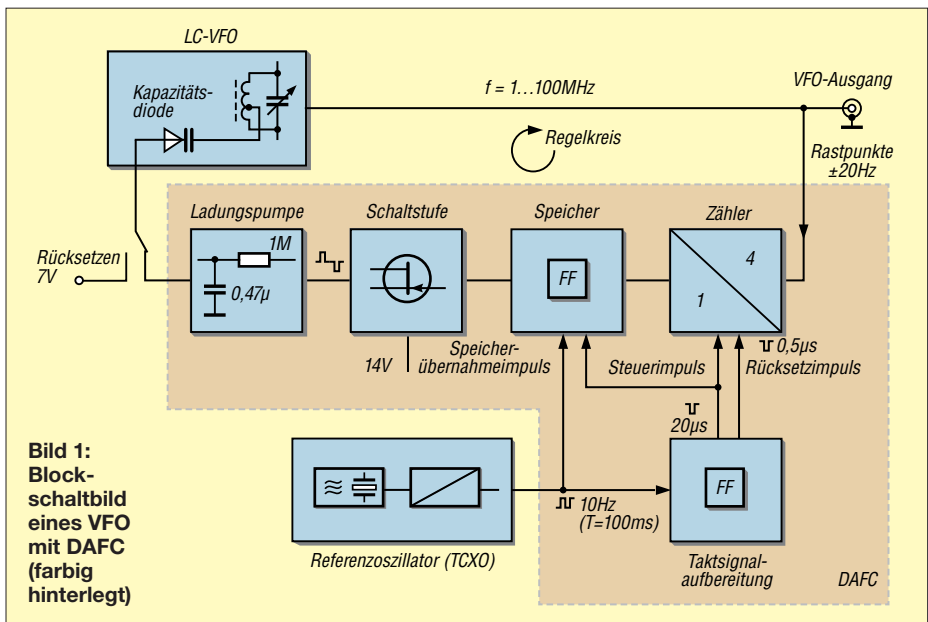 LC-VFO
Kapazitäts-
diode
f = 1...100MHz
VFO-Ausgang
Regelkreis
Rastpunkte
±20Hz
Ladungspumpe
Schaltstufe
Speicher
Zähler
Rücksetzen
7V
1M
0,47µ
FF
4
1
14V
Speicher-
übernahmeimpuls
Steuerimpuls
0,5µs
Rücksetzimpuls
20µs
Bild 1:
Block-
schaltbild
eines VFO
mit DAFC
(farbig
hinterlegt)
10Hz
(T=100ms)
FF
Referenzoszillator (TCXO)
Taktsignal-
aufbereitung
DAFC